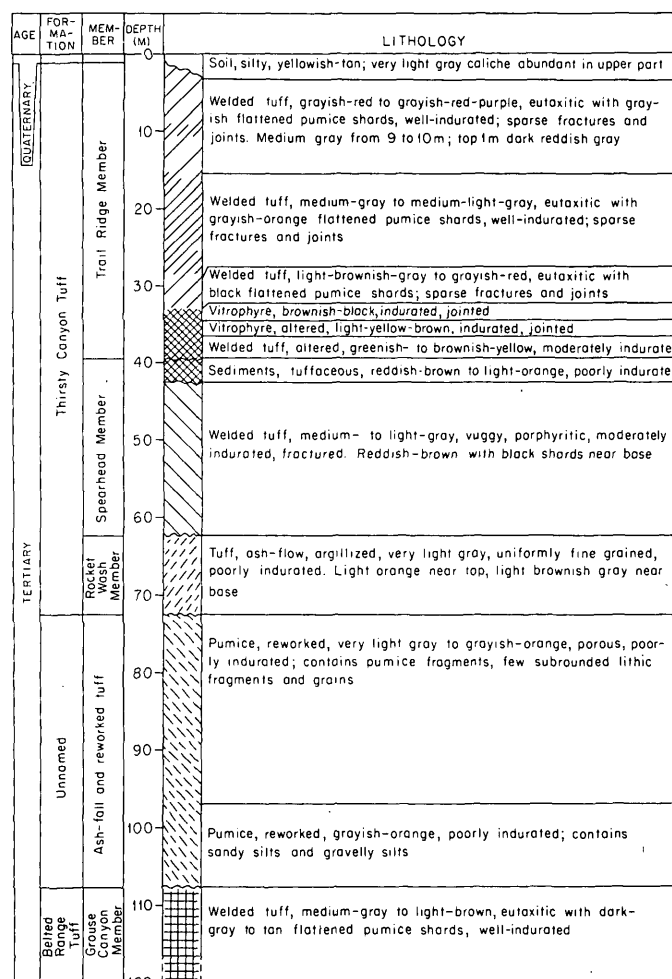 AGE
FOR-
MA-
TION
MEM-
BER
DEPTH
(M)
LITHOLOGY
QUATERNARY
TERTIARY
Thirsty Canyon Tuff
Unnamed
Belted
Range
Tuff
Trail Ridge Member
Spearhead Member
Rocket
Wash
Member
Ash-fall and reworked tuff
Grouse
Canyon
Member
0
10
20
30
40
50
60
70
80
90
100
110
Soil, silty, yellowish-tan; very light gray caliche abundant in upper part
Welded tuff, grayish-red to grayish-red-purple, eutaxitic with gray-
ish flattened pumice shards, well-indurated; sparse fractures and
joints. Medium gray from 9 to 10m; top 1m dark reddish gray
Welded tuff, medium-gray to medium-light-gray, eutaxitic with
grayish-orange flattened pumice shards, well-indurated; sparse
fractures and joints
Welded tuff, light-brownish-gray to grayish-red, eutaxitic with
black flattened pumice shards; sparse fractures and joints
Vitrophyre, brownish-black, indurated, jointed
Vitrophyre, altered, light-yellow-brown, indurated, jointed
Welded tuff, altered, greenish- to brownish-yellow, moderately indurate
Sediments, tuffaceous, reddish-brown to light-orange, poorly indurate
Welded tuff, medium- to light-gray, vuggy, porphyritic, moderately
indurated, fractured. Reddish-brown with black shards near base
Tuff, ash-flow, argillized, very light gray, uniformly fine grained,
poorly indurated. Light orange near top, light brownish gray near
base
Pumice, reworked, very light gray to grayish-orange, porous, poor-
ly indurated; contains pumice fragments, few subrounded lithic
fragments and grains
Pumice, reworked, grayish-orange, poorly indurated; contains
sandy silts and gravelly silts
Welded tuff, medium-gray to light-brown, eutaxitic with dark-
gray to tan flattened pumice shards, well-indurated